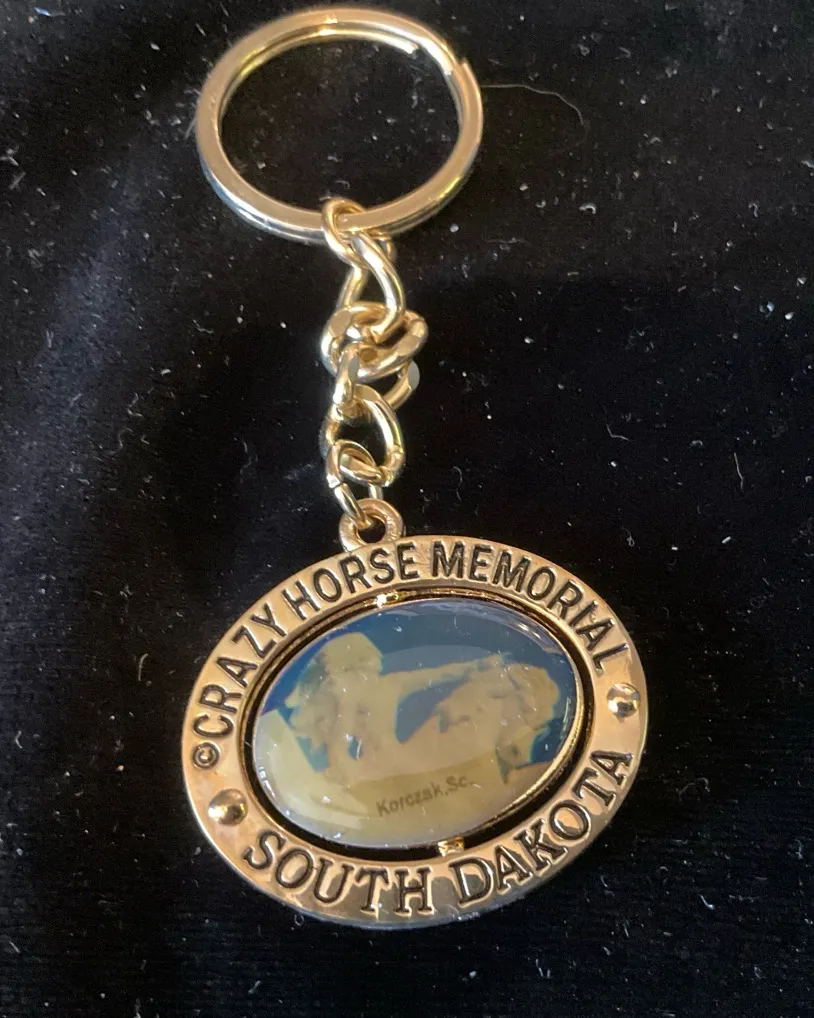 ©CRAZY HORSE MEMORIAL
Korczak,Sc.
SOUTH DAKOTA